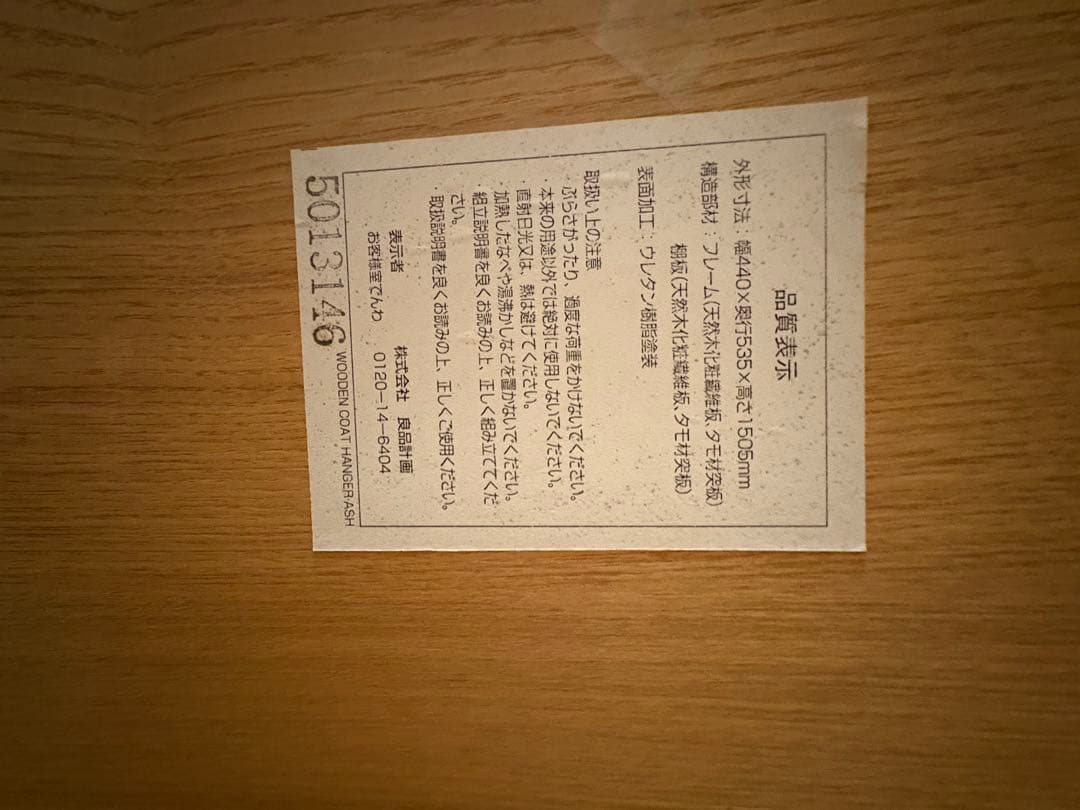 品質表示
外形寸法：幅440×奥行535×高さ1505mm
構造部材：フレーム(天然木化粧繊維板、タモ材突板)
棚板(天然木化粧繊維板、タモ材突板)
表面加工：ウレタン樹脂塗装
取扱い上の注意
・ぶらさがったり、過度な荷重をかけないでください。
・本来の用途以外では絶対に使用しないでください。
・直射日光又は、熱は避けてください。
・加熱したなべや湯沸かしなどを置かないでください。
・組立説明書を良くお読みの上、正しく組み立ててくだ
さい。
・取扱説明書を良くお読みの上、正しくご使用ください。
表示者 株式会社 良品計画
お客様室でんわ 0120-14-6404
5013146 WOODEN COAT HANGER·ASH